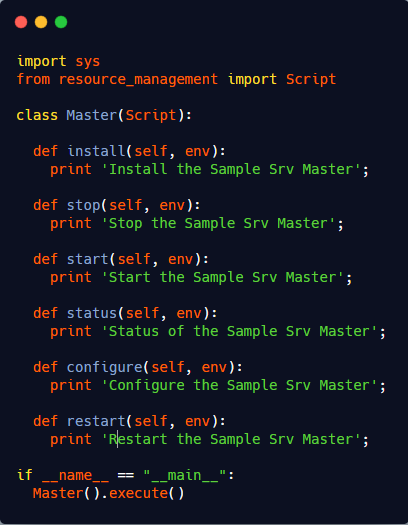 import sys
from resource_management import Script
class Master(Script):
def install(self, env):
print 'Install the Sample Srv Master';
def stop(self, env):
print 'Stop the Sample Srv Master';
def start(self, env):
print 'Start the Sample Srv Master';
def status(self, env):
print 'Status of the Sample Srv Master';
def configure(self, env):
print 'Configure the Sample Srv Master';
def restart(self, env):
print 'Restart the Sample Srv Master';
if __name__ == "__main__":
Master().execute()